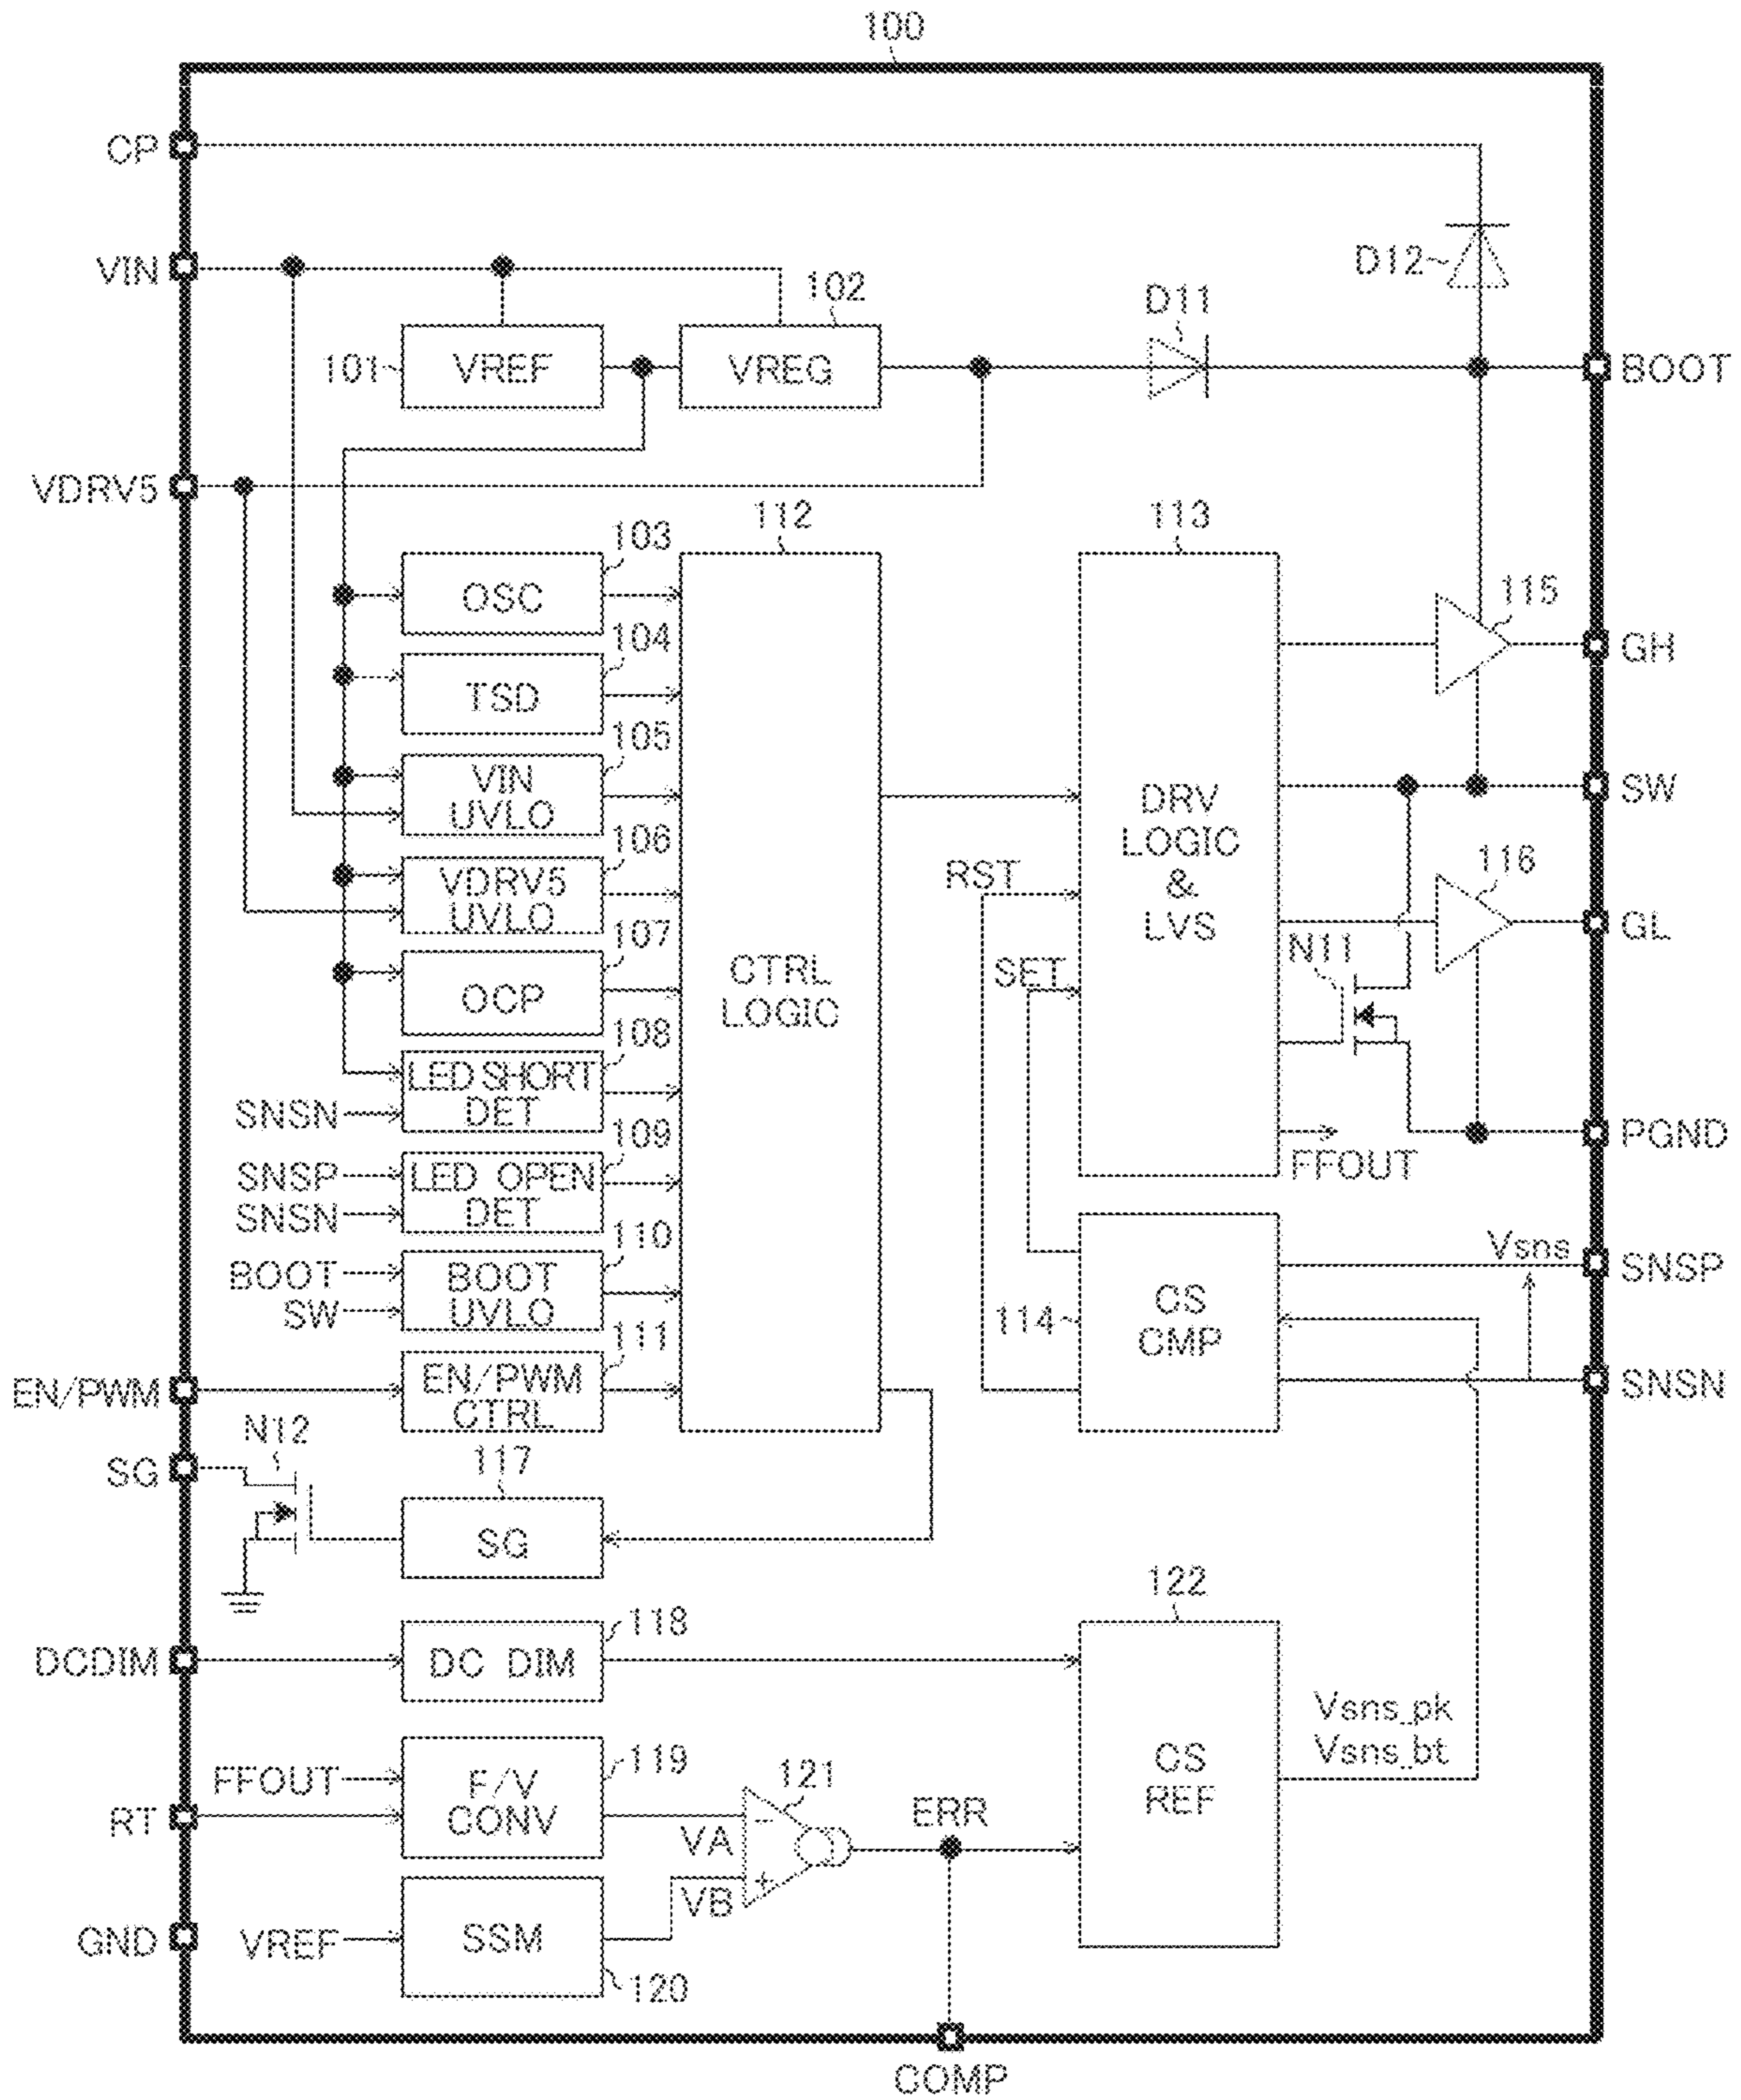 100
CP
D12
VIN
102
D11
101
VREF
VREG
BOOT
VDRV5
112
113
103
OSC
115
104
GH
TSD
105
VIN
UVLO
SW
DRV
LOGIC
&
LVS
106
VDRV5
UVLO
RST
116
107
GL
N11
OCP
CTRL
LOGIC
SET
108
LED SHORT
DET
SNSN
109
PGND
FFOUT
SNSP
SNSN
LED OPEN
DET
110
Vsns
BOOT
SW
BOOT
UVLO
SNSP
114
CS
CMP
111
EN/PWM
EN/PWM
CTRL
SNSN
N12
SG
117
SG
122
118
DCDIM
DC DIM
Vsns_pk
Vsns_bt
FFOUT
119
F/V
CONV
121
CS
REF
RT
VA
−
ERR
+
VB
GND
VREF
SSM
120
COMP